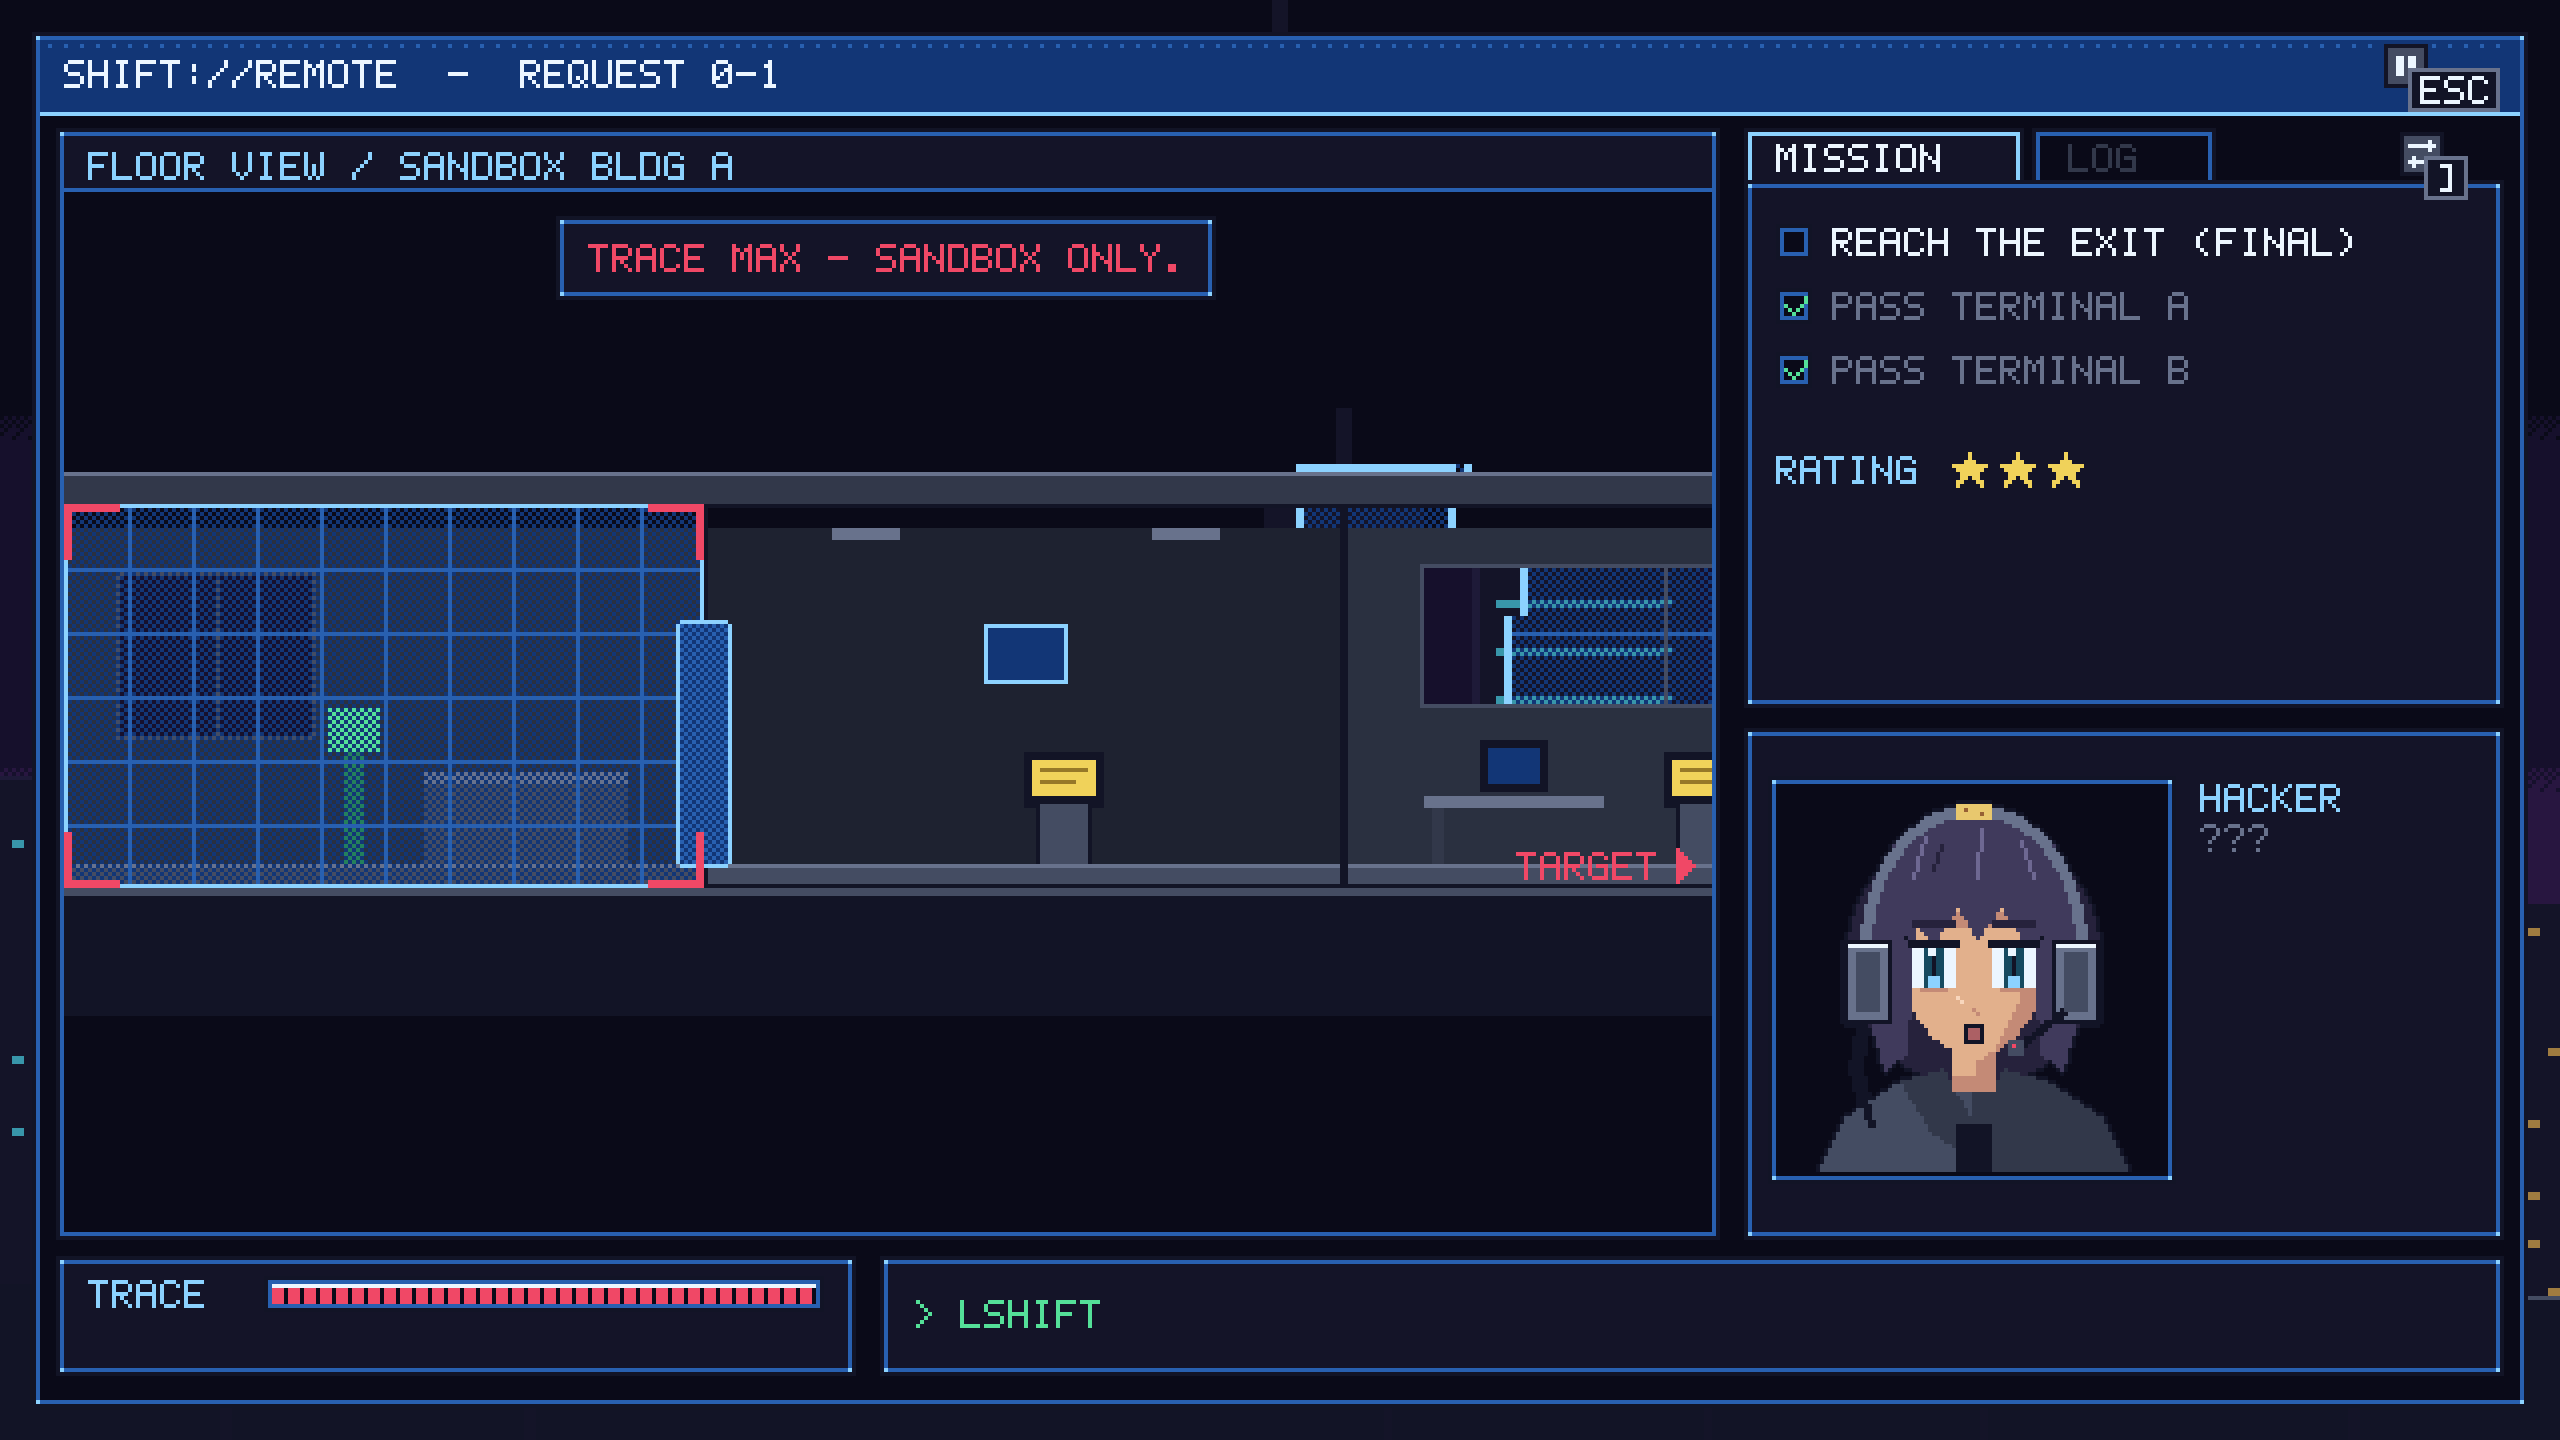 SHIFT://REMOTE - REQUEST 0-1
ESC
FLOOR VIEW / SANDBOX BLDG A
TRACE MAX - SANDBOX ONLY.
TARGET
MISSION
LOG
]
REACH THE EXIT (FINAL)
PASS TERMINAL A
PASS TERMINAL B
RATING
HACKER
???
TRACE
> LSHIFT